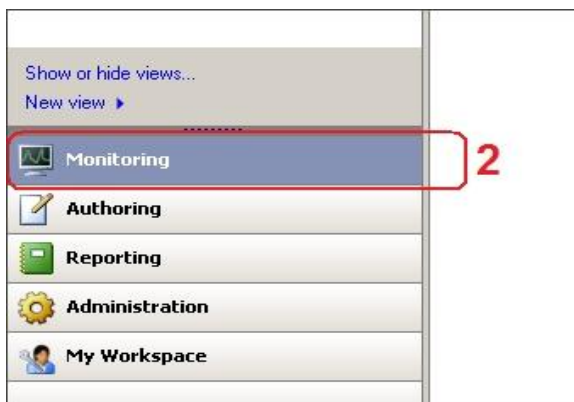 Show or hide views...
New view
Monitoring 2
Authoring
Reporting
Administration
My Workspace